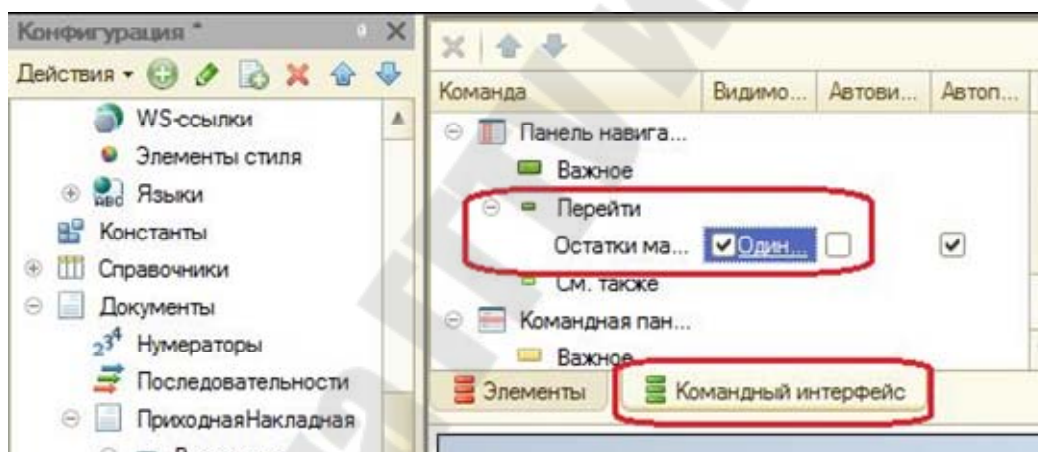 Конфигурация *
Действия
WS-ссылки
Элементы стиля
Языки
Константы
Справочники
Документы
Нумераторы
Последовательности
ПриходнаяНакладная
Команда Видимо... Автови... Автоп...
Панель навига...
Важное
Перейти
Остатки ма... Один...
См. также
Командная пан...
Важное
Элементы Командный интерфейс